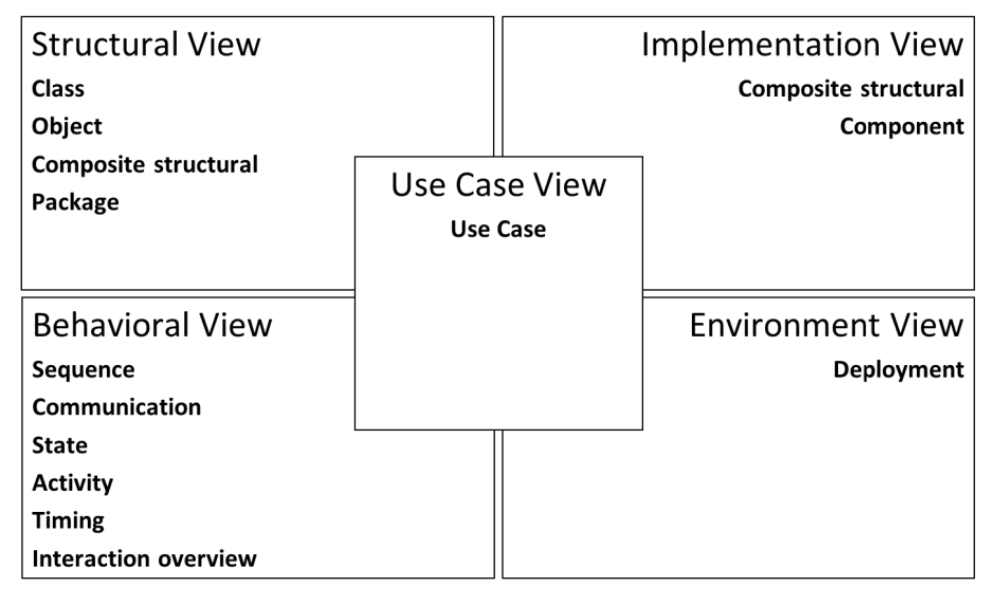 Structural View
Class
Object
Composite structural
Package
Implementation View
Composite structural
Component
Use Case View
Use Case
Behavioral View
Sequence
Communication
State
Activity
Timing
Interaction overview
Environment View
Deployment